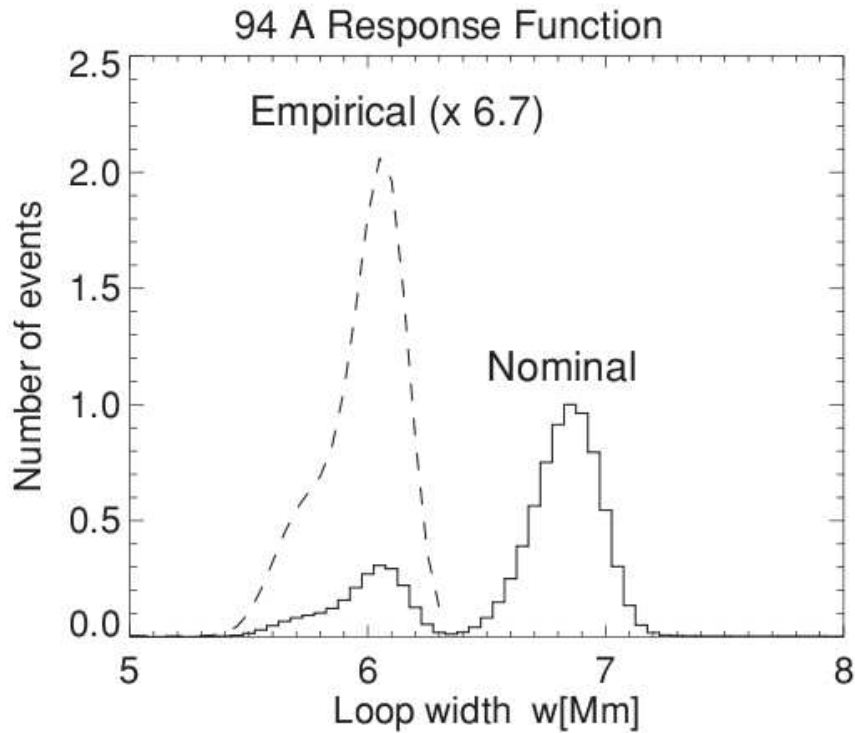 94 A Response Function
2.5
Empirical (x 6.7)
2.0
1.5
Nominal
1.0
0.5
0.0
Number of events
5 6 7 8
Loop width w[Mm]